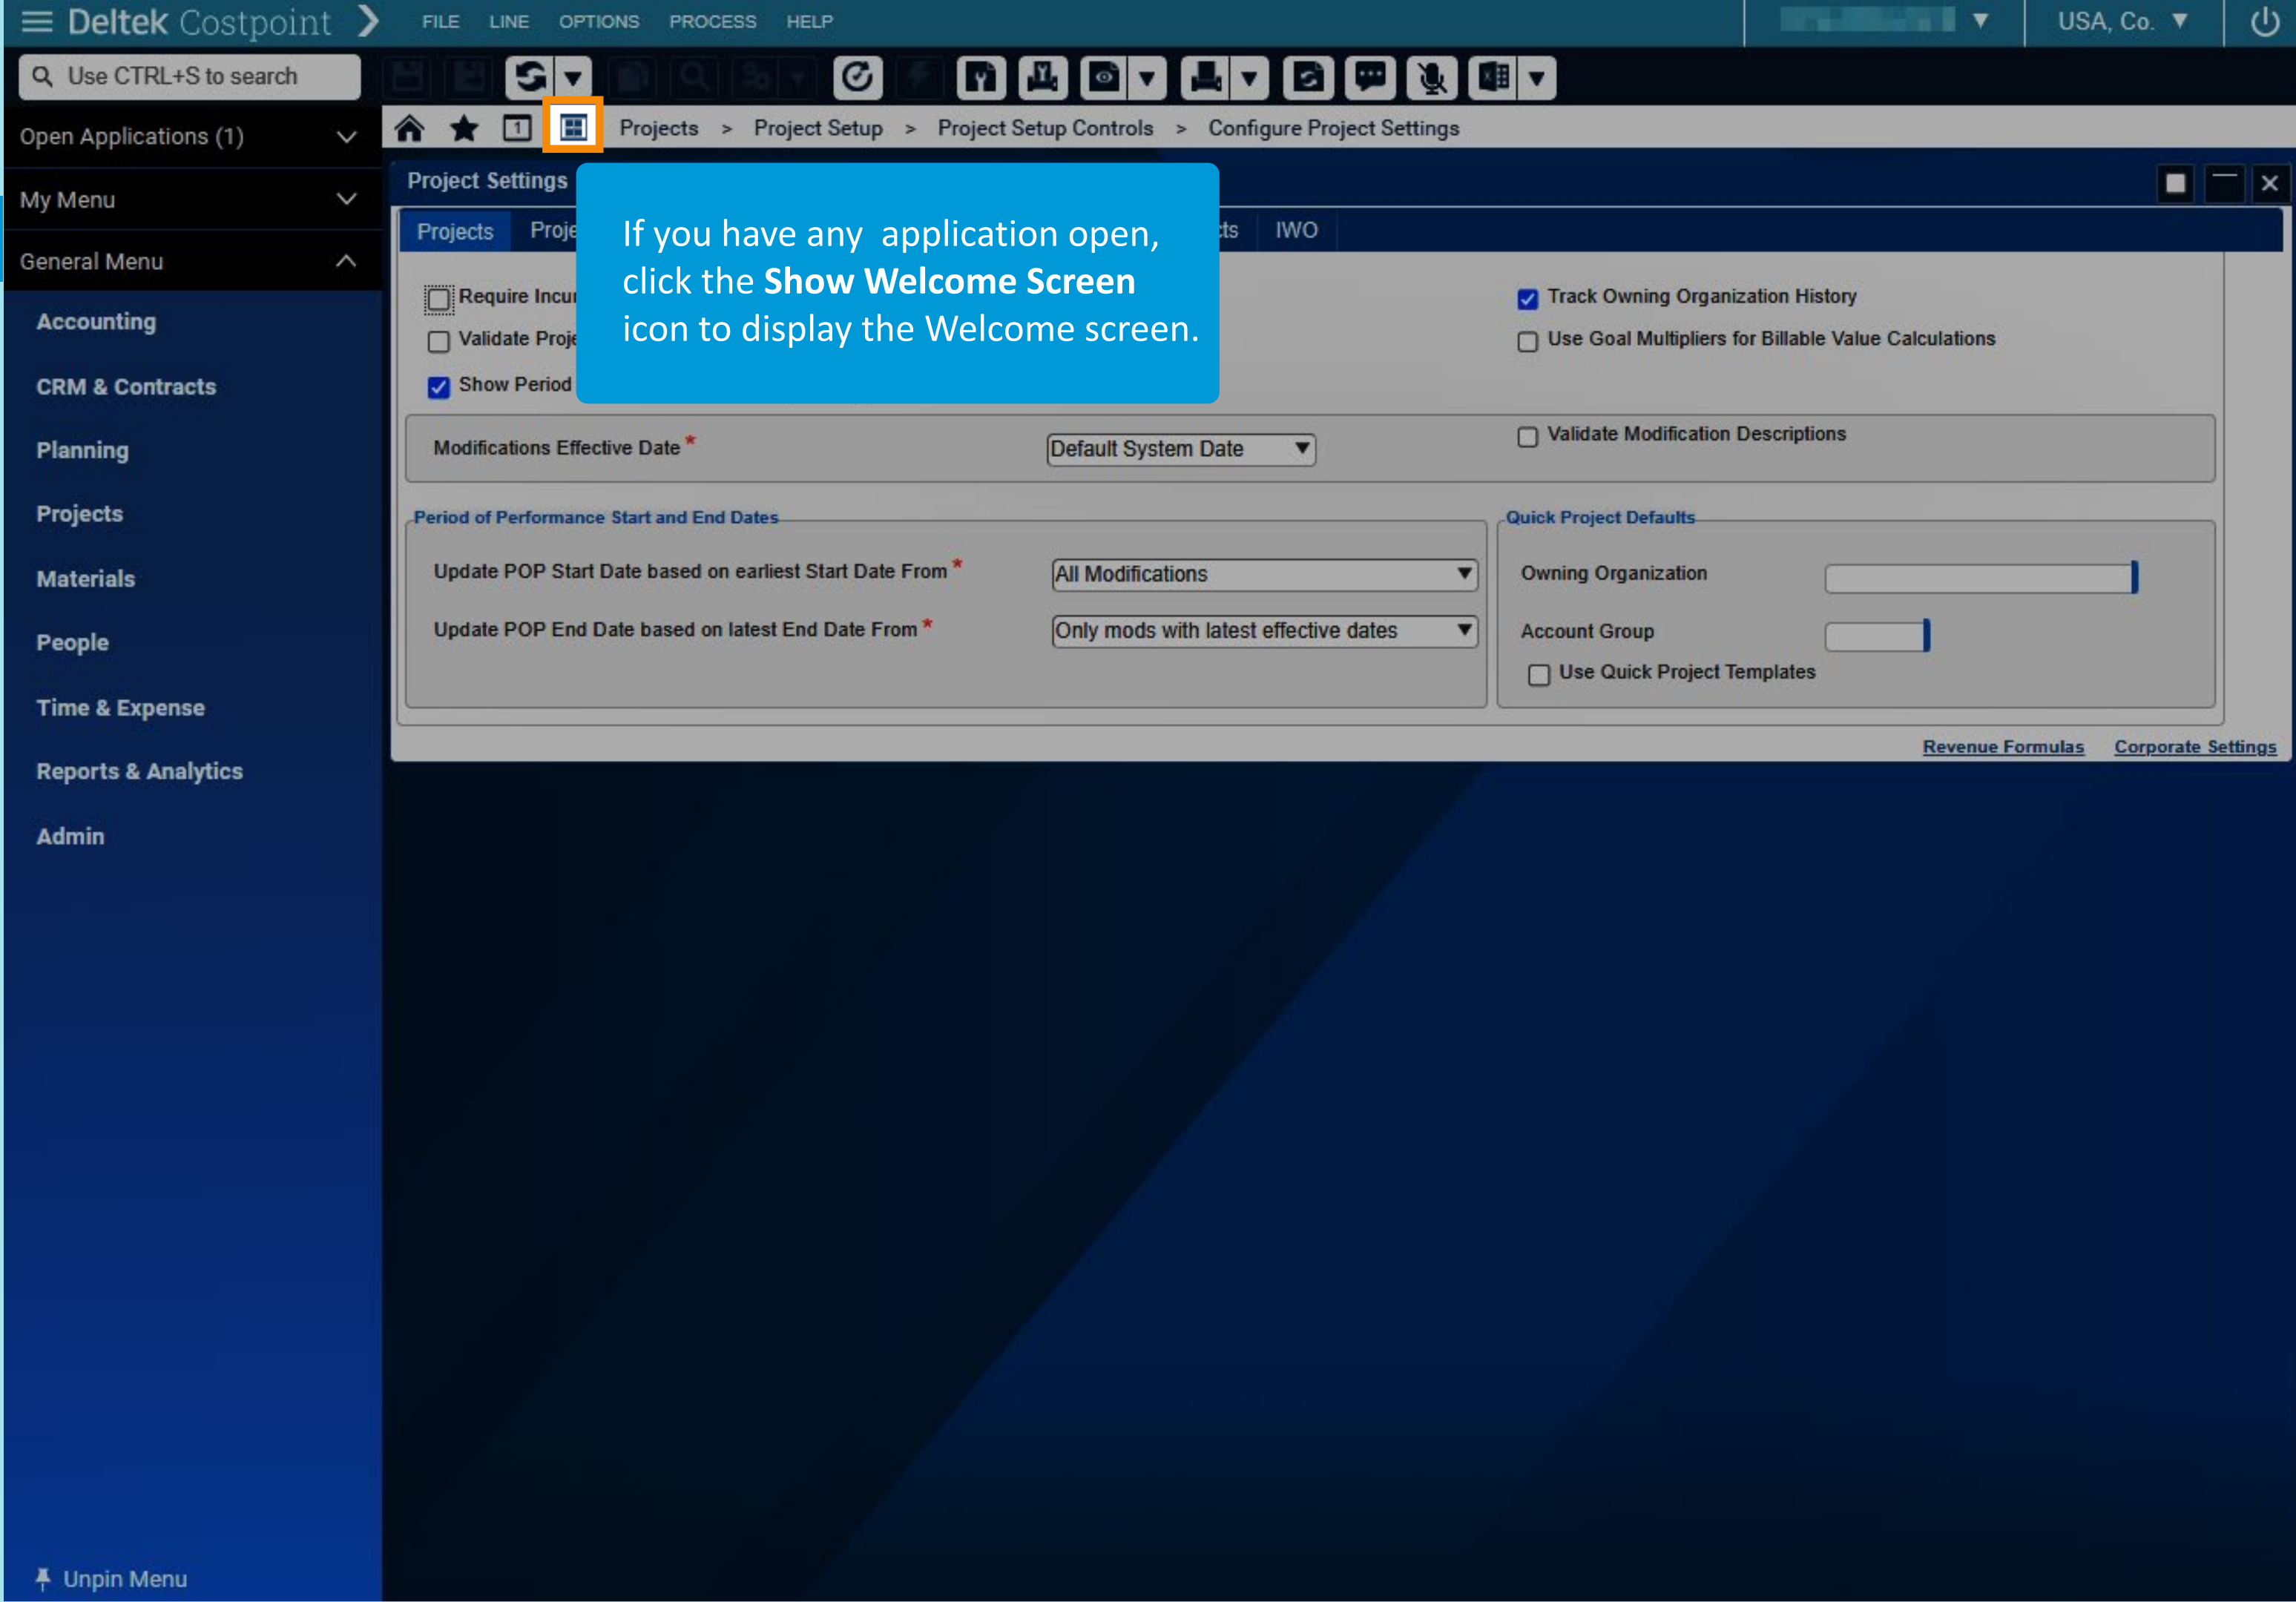 Deltek Costpoint
FILE LINE OPTIONS PROCESS HELP
USA, Co.
Use CTRL+S to search
Open Applications (1)
1
Projects > Project Setup > Project Setup Controls > Configure Project Settings
My Menu
General Menu
Accounting
CRM & Contracts
Planning
Projects
Materials
People
Time & Expense
Reports & Analytics
Admin
Unpin Menu
Project Settings
Projects
IWO
If you have any application open,
click the Show Welcome Screen
icon to display the Welcome screen.
Require
Track Owning Organization History
Validate
Use Goal Multipliers for Billable Value Calculations
Show Period
Modifications Effective Date *
Default System Date
Validate Modification Descriptions
Period of Performance Start and End Dates
Update POP Start Date based on earliest Start Date From *
All Modifications
Update POP End Date based on latest End Date From *
Only mods with latest effective dates
Quick Project Defaults
Owning Organization
Account Group
Use Quick Project Templates
Revenue Formulas Corporate Settings